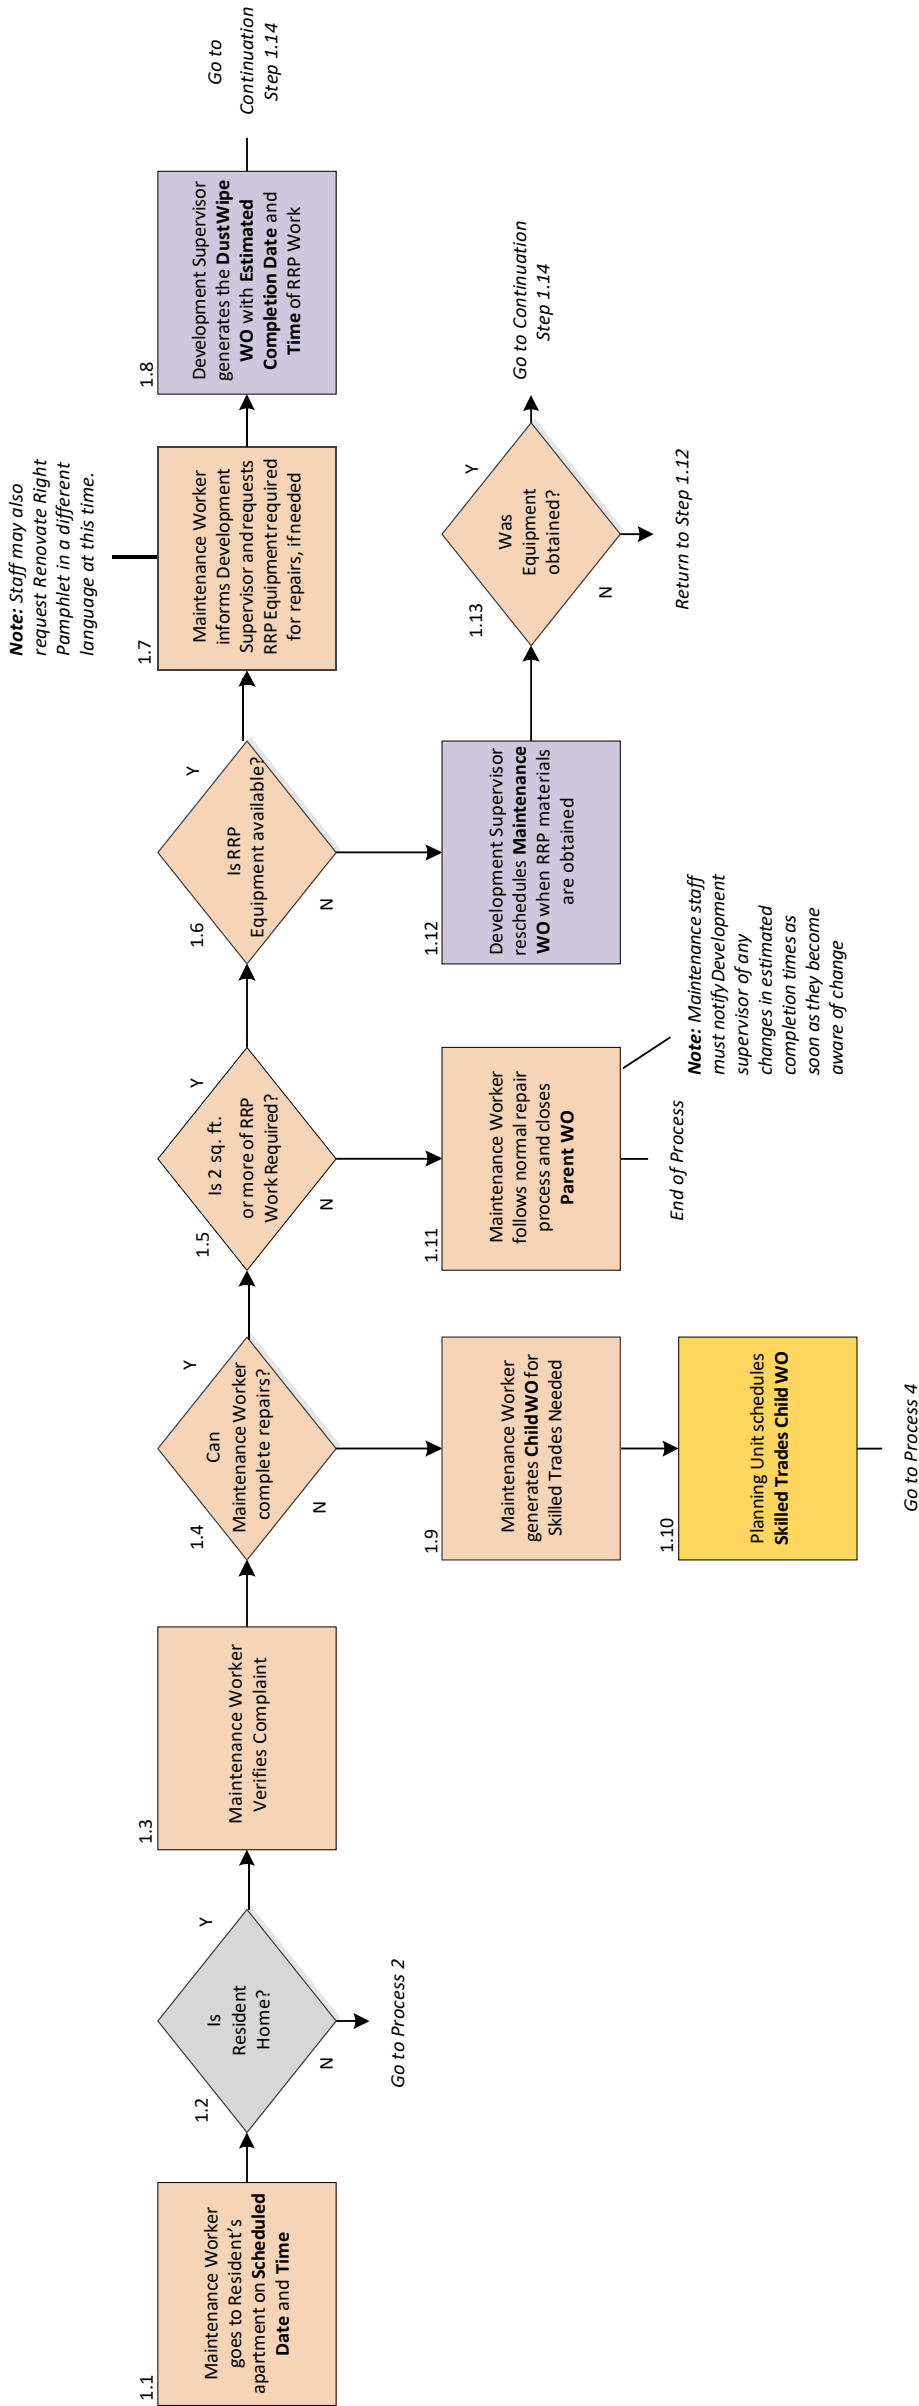 1.1
Maintenance Worker
goes to Resident's
apartment on Scheduled
Date and Time
1.2
Is
Resident
Home?
Y
N
Go to Process 2
1.3
Maintenance Worker
Verifies Complaint
1.4
Can
Maintenance Worker
complete repairs?
Y
N
1.5
Is 2 sq. ft.
or more of RRP
Work Required?
Y
N
1.6
Is RRP
Equipment available?
Y
N
Note: Staff may also
request Renovate Right
Pamphlet in a different
language at this time.
1.7
Maintenance Worker
informs Development
Supervisor and requests
RRP Equipment required
for repairs, if needed
1.8
Development Supervisor
generates the Dust Wipe
WO with Estimated
Completion Date and
Time of RRP Work
Go to
Continuation
Step 1.14
1.9
Maintenance Worker
generates Child WO for
Skilled Trades Needed
1.10
Planning Unit schedules
Skilled Trades Child WO
Go to Process 4
1.11
Maintenance Worker
follows normal repair
process and closes
Parent WO
End of Process
Note: Maintenance staff
must notify Development
supervisor of any
changes in estimated
completion times as
soon as they become
aware of change
1.12
Development Supervisor
reschedules Maintenance
WO when RRP materials
are obtained
1.13
Was
Equipment
obtained?
Y
N
Go to Continuation
Step 1.14
Return to Step 1.12